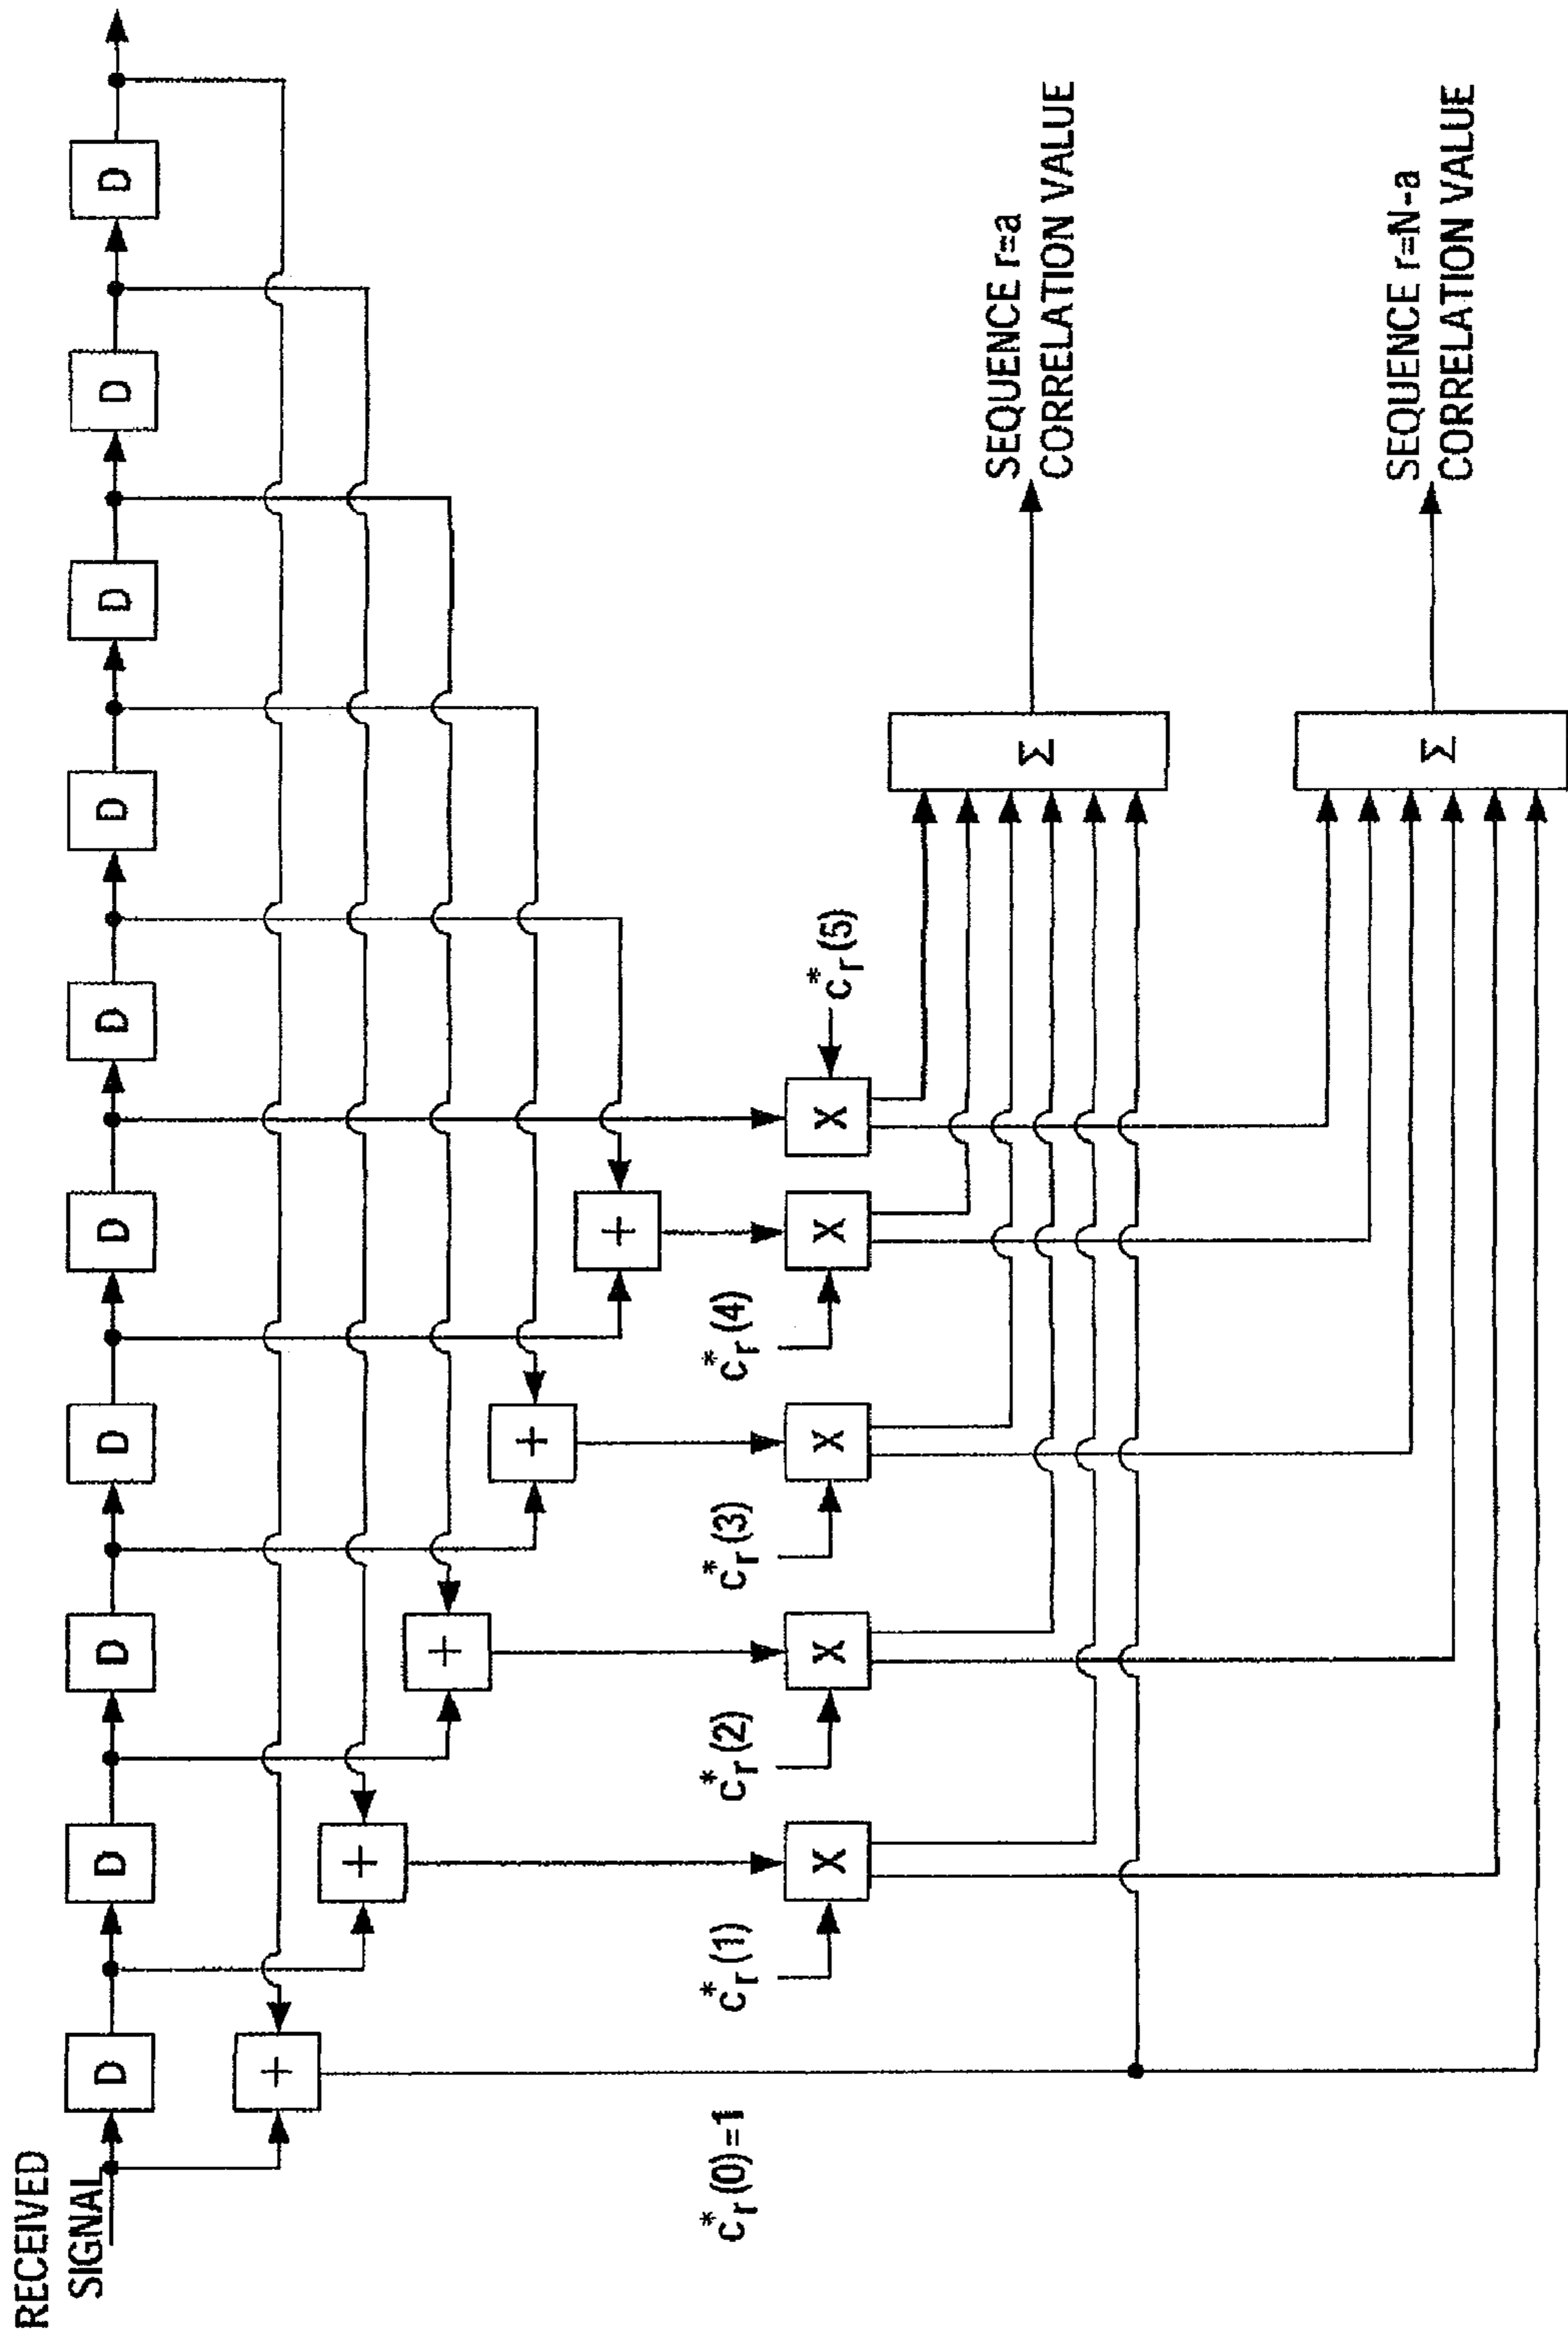 RECEIVED
SIGNAL
D D D D D D D D D D
+ + + + +
c*r(0)=1
c*r(1)
c*r(2)
c*r(3)
c*r(4)
c*r(5)
X X X X X
Σ
SEQUENCE r=a
CORRELATION VALUE
Σ
SEQUENCE r=N-a
CORRELATION VALUE